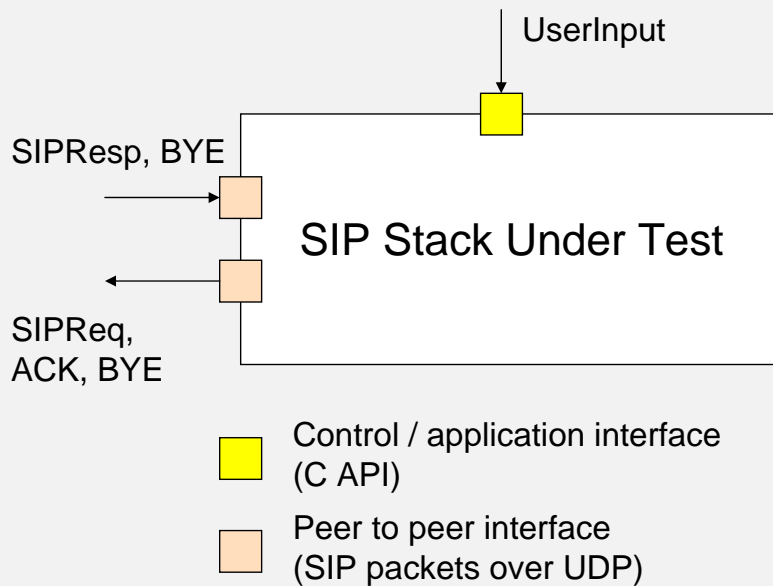 UserInput
SIPResp, BYE
SIP Stack Under Test
SIPReq,
ACK, BYE
Control / application interface
(C API)
Peer to peer interface
(SIP packets over UDP)